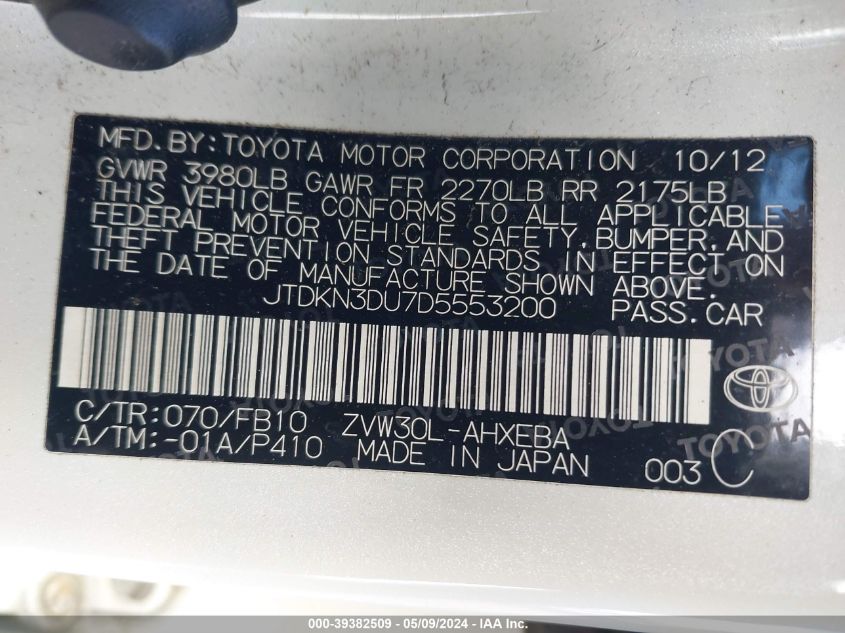 MFD. BY: TOYOTA MOTOR CORPORATION 10/12
GVWR 3980LB GAWR FR 2270LB RR 2175LB
THIS VEHICLE CONFORMS TO ALL APPLICABLE
FEDERAL MOTOR VEHICLE SAFETY, BUMPER, AND
THEFT PREVENTION STANDARDS IN EFFECT ON
THE DATE OF MANUFACTURE SHOWN ABOVE.
JTDKN3DU7D5553200 PASS. CAR
TOYOTA
C/TR: 070/FB10 ZVW30L-AHXEBA
A/TM: -01A/P410 MADE IN JAPAN 003 C
000-39382509 / 05/09/2024 - IAAI.COM